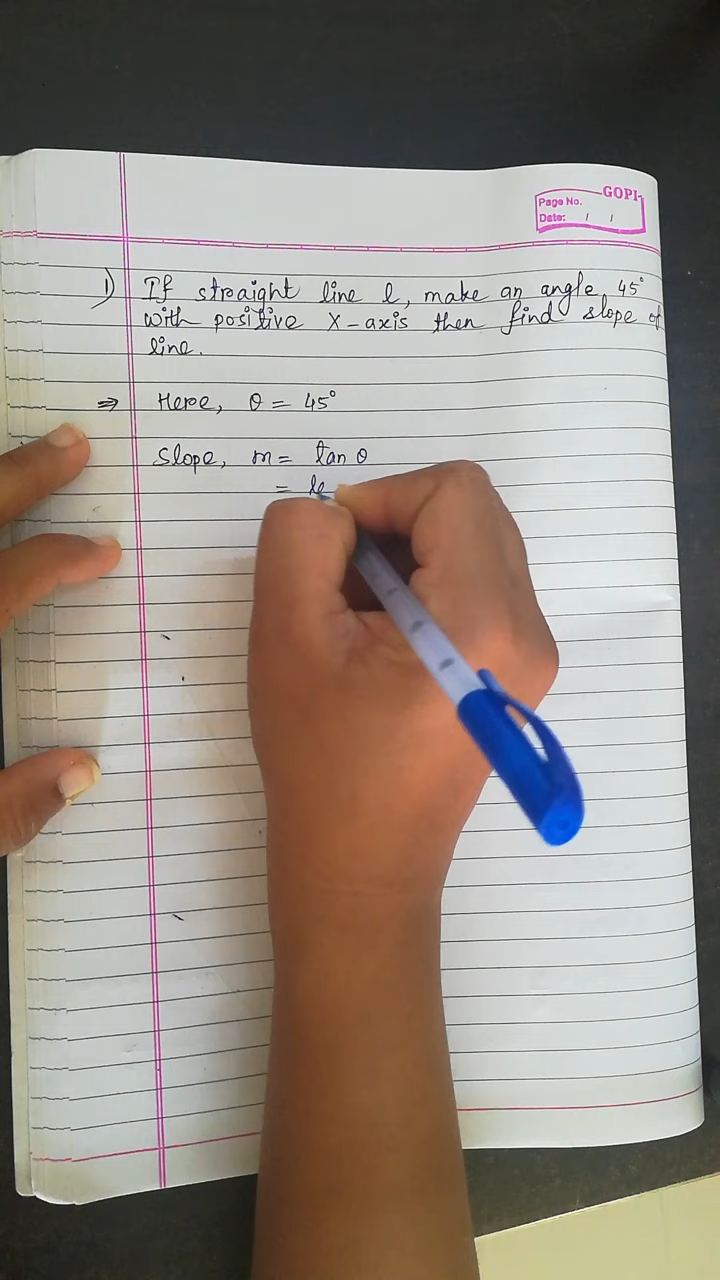 GOPI
Page No.
Date: / /
1) If straight line l, make an angle 45°
with positive X-axis then find slope of
line.
⇒ Here, θ = 45°
Slope, m = tan θ
=